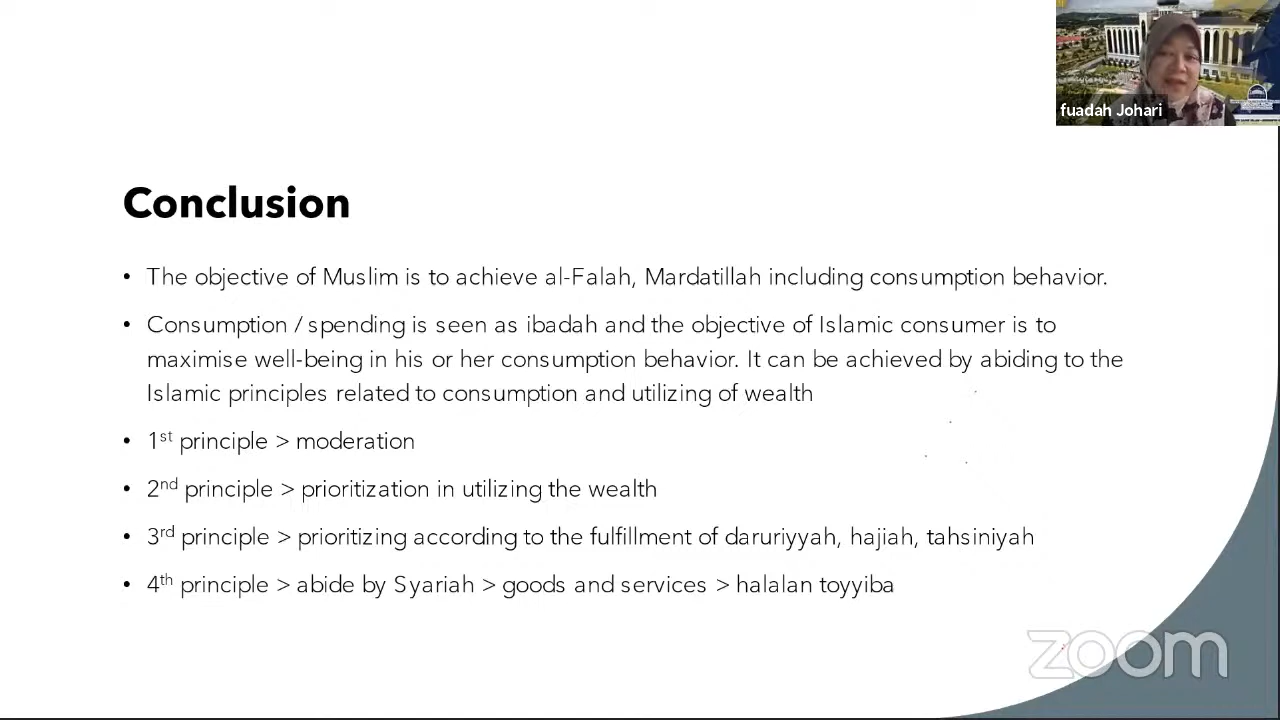 fuadah Johari
Conclusion
• The objective of Muslim is to achieve al-Falah, Mardatillah including consumption behavior.
• Consumption / spending is seen as ibadah and the objective of Islamic consumer is to
maximise well-being in his or her consumption behavior. It can be achieved by abiding to the
Islamic principles related to consumption and utilizing of wealth
• 1st principle > moderation
• 2nd principle > prioritization in utilizing the wealth
• 3rd principle > prioritizing according to the fulfillment of daruriyyah, hajiah, tahsiniyah
• 4th principle > abide by Syariah > goods and services > halalan toyyiba
zoom